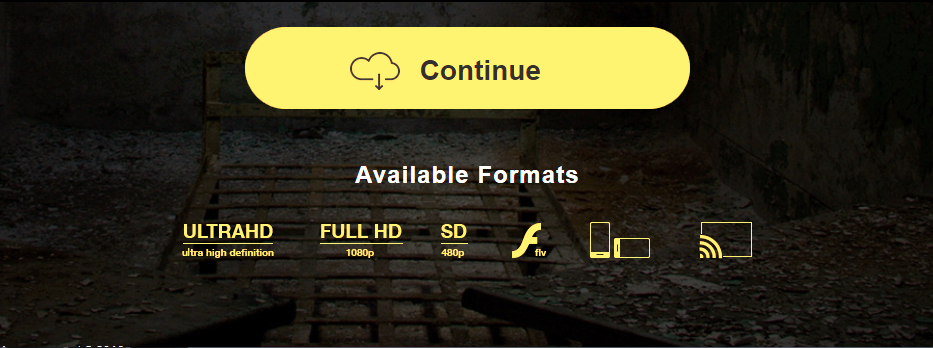 Continue
Available Formats
ULTRAHD FULL HD SD
ultra high definition 1080p 480p flv